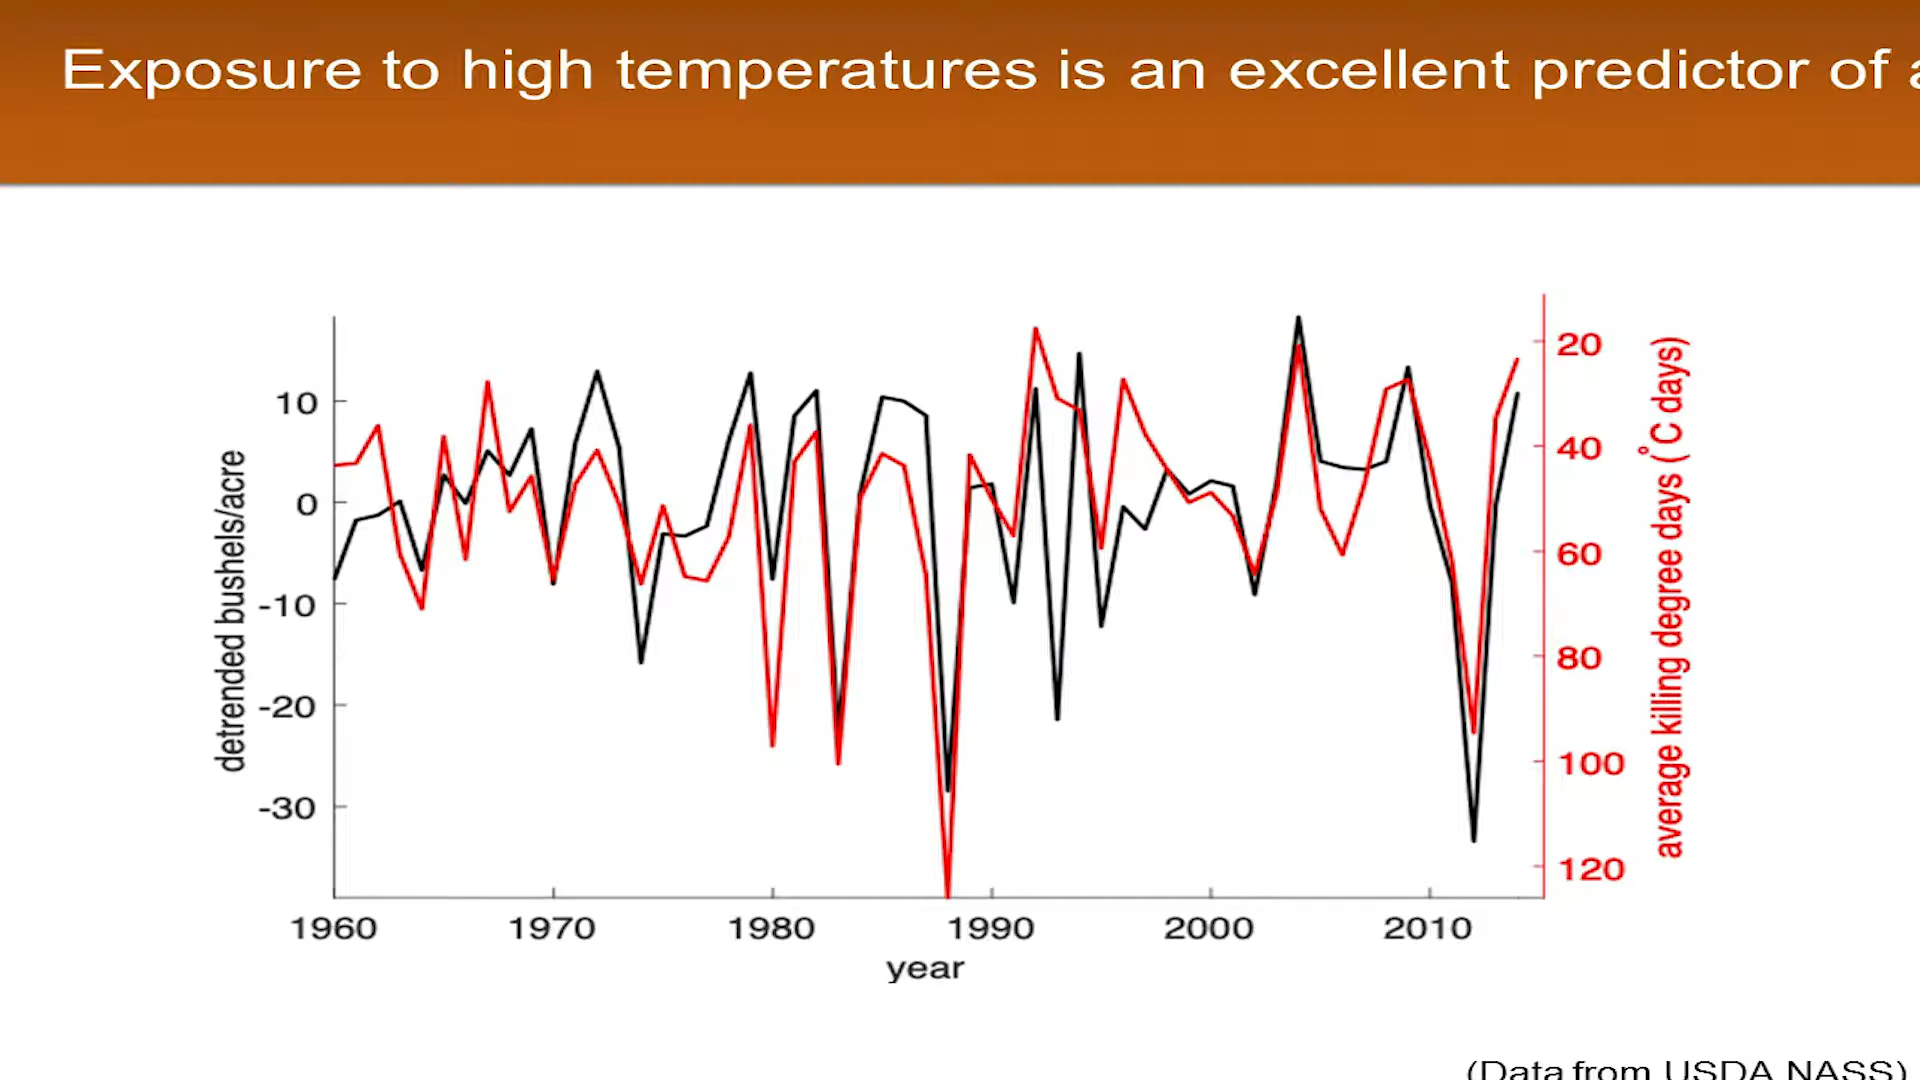 Exposure to high temperatures is an excellent predictor of
10
0
-10
-20
-30
detrended bushels/acre
20
40
60
80
100
120
average killing degree days (°C days)
1960 1970 1980 1990 2000 2010
year
(Data from USDA NASS)